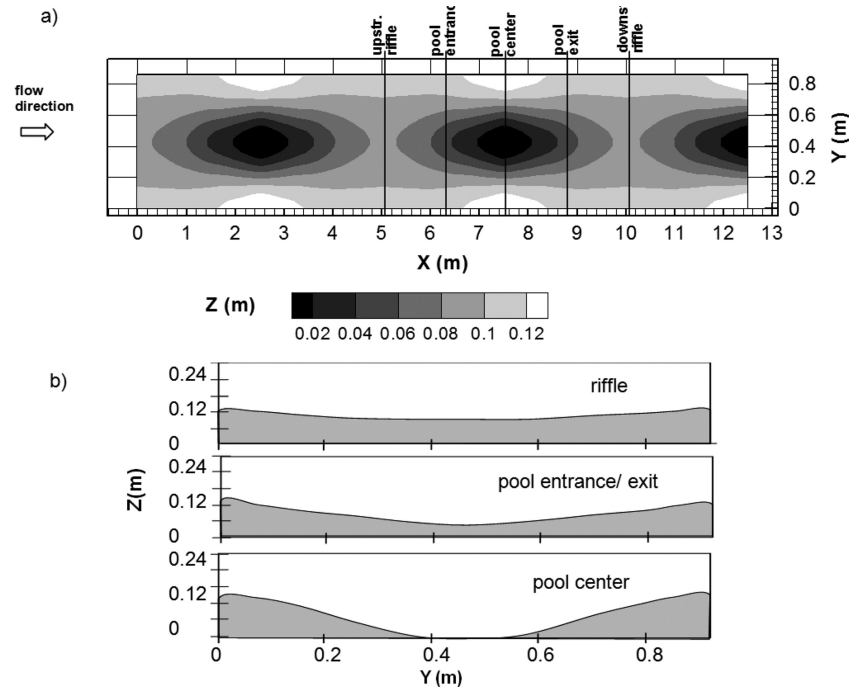 a)
upstr.
riffle
pool
entranc
pool
center
pool
exit
downs
riffle
flow
direction
0.8
0.6
0.4
0.2
0
Y (m)
0 1 2 3 4 5 6 7 8 9 10 11 12 13
X (m)
Z (m)
0.02 0.04 0.06 0.08 0.1 0.12
b)
0.24
0.12
0
riffle
0.24
0.12
0
pool entrance/ exit
Z(m)
0.24
0.12
0
pool center
0 0.2 0.4 0.6 0.8
Y (m)